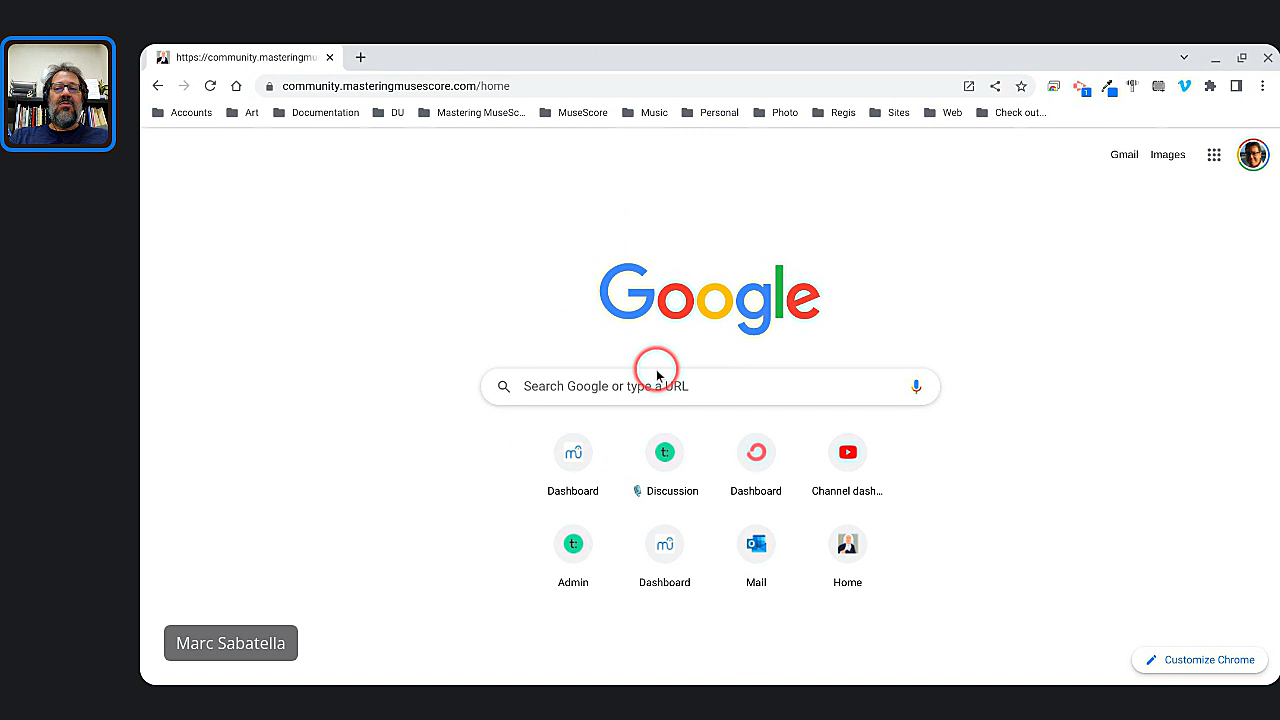 https://community.masteringmu
community.masteringmusescore.com/home
1
Accounts Art Documentation DU Mastering MuseSc... MuseScore Music Personal Photo Regis Sites Web Check out...
Gmail Images
Google
Search Google or type a URL
Dashboard Discussion Dashboard Channel dash...
Admin Dashboard Mail Home
Marc Sabatella
Customize Chrome